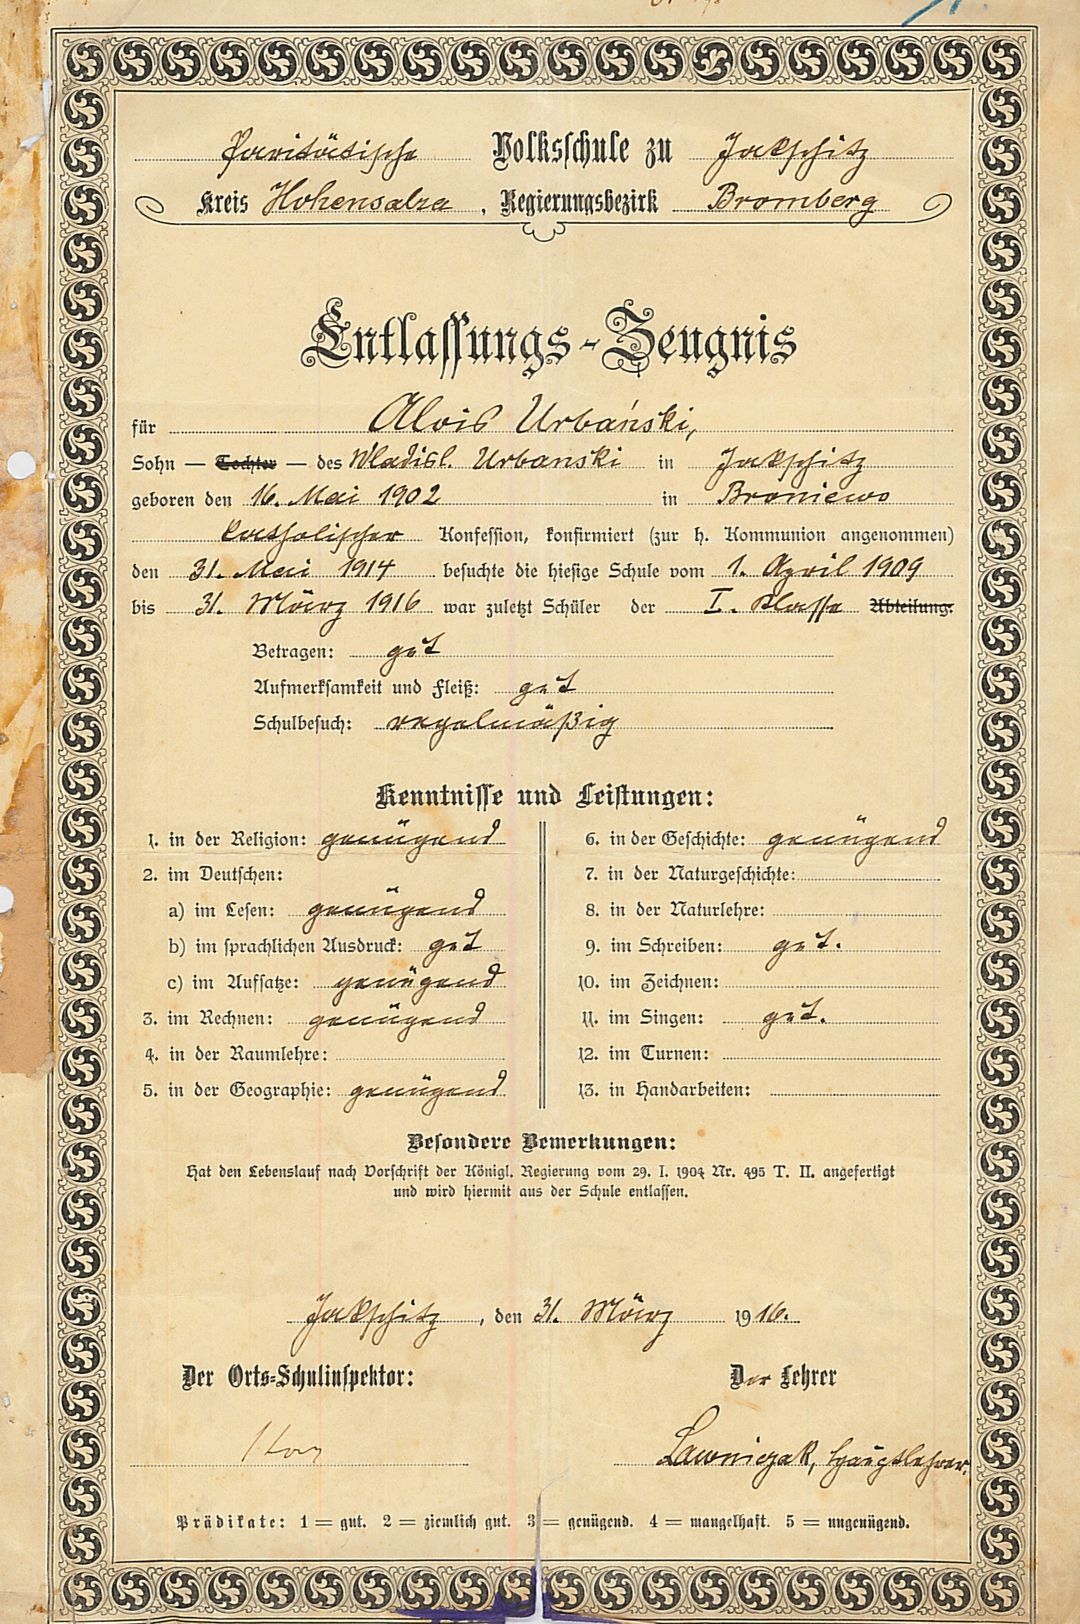 Paritätische Volksschule zu Jakschitz
Kreis Hohensalza, Regierungsbezirk Bromberg
Entlassungs-Zeugnis
für Alois Urbański,
Sohn — Tochter — des Wladisl. Urbanski in Jakschitz
geboren den 16. Mai 1902 in Broniewo
katholischer Konfession, konfirmiert (zur h. Kommunion angenommen)
den 31. Mai 1914 besuchte die hiesige Schule vom 1. April 1909
bis 31. März 1916 war zuletzt Schüler der I. Klasse Abteilung.
Betragen: gut
Aufmerksamkeit und Fleiß: gut
Schulbesuch: regelmäßig
Kenntnisse und Leistungen:
1. in der Religion: genügend
2. im Deutschen:
a) im Lesen: genügend
b) im sprachlichen Ausdruck: gut
c) im Aufsatze: genügend
3. im Rechnen: genügend
4. in der Raumlehre:
5. in der Geographie: genügend
6. in der Geschichte: genügend
7. in der Naturgeschichte:
8. in der Naturlehre:
9. im Schreiben: gut.
10. im Zeichnen:
11. im Singen: gut.
12. im Turnen:
13. in Handarbeiten:
Besondere Bemerkungen:
Hat den Lebenslauf nach Vorschrift der Königl. Regierung vom 29. I. 1904 Nr. 495 T. II. angefertigt
und wird hiermit aus der Schule entlassen.
Jakschitz, den 31. März 1916.
Der Orts-Schulinspektor:
Der Lehrer
Lawniczak, Hauptlehrer.
Prädikate: 1 = gut. 2 = ziemlich gut. 3 = genügend. 4 = mangelhaft. 5 = ungenügend.